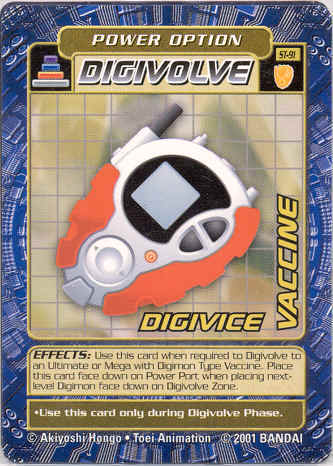 POWER OPTION
DIGIVOLVE
ST-91
DIGIVICE
VACCINE
EFFECTS: Use this card when required to Digivolve to
an Ultimate or Mega with Digimon Type Vaccine. Place
this card face down on Power Port when placing next-
level Digimon face down on Digivolve Zone.
•Use this card only during Digivolve Phase.
© Akiyoshi Hongo • Toei Animation © 2001 BANDAI